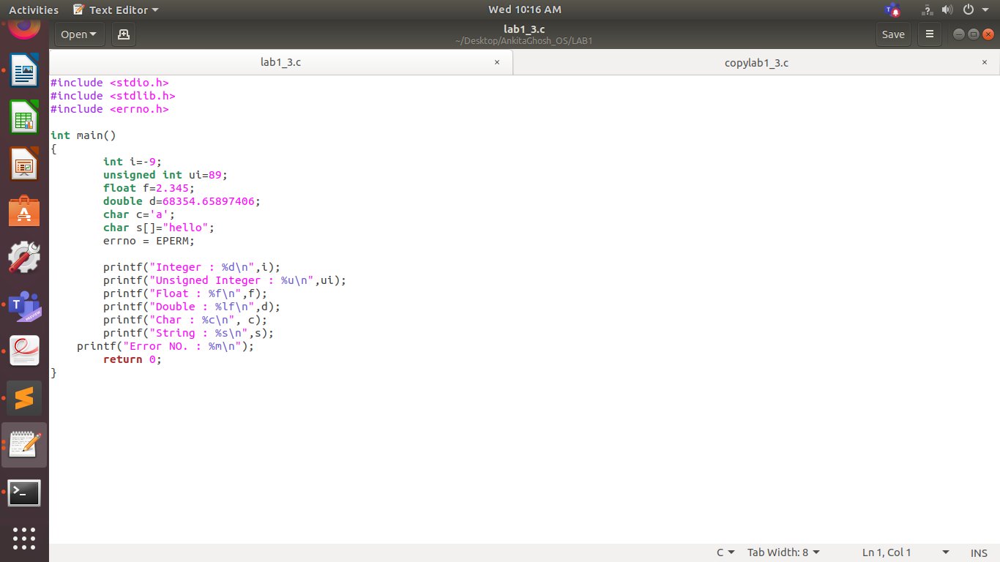 Activities Text Editor Wed 10:16 AM
Open lab1_3.c Save
~/Desktop/AnkitaGhosh_OS/LAB1
lab1_3.c × copylab1_3.c ×
#include <stdio.h>
#include <stdlib.h>
#include <errno.h>
int main()
{
int i=-9;
unsigned int ui=89;
float f=2.345;
double d=68354.65897406;
char c='a';
char s[]="hello";
errno = EPERM;
printf("Integer : %d\n",i);
printf("Unsigned Integer : %u\n",ui);
printf("Float : %f\n",f);
printf("Double : %lf\n",d);
printf("Char : %c\n", c);
printf("String : %s\n",s);
printf("Error NO. : %m\n");
return 0;
}
C Tab Width: 8 Ln 1, Col 1 INS